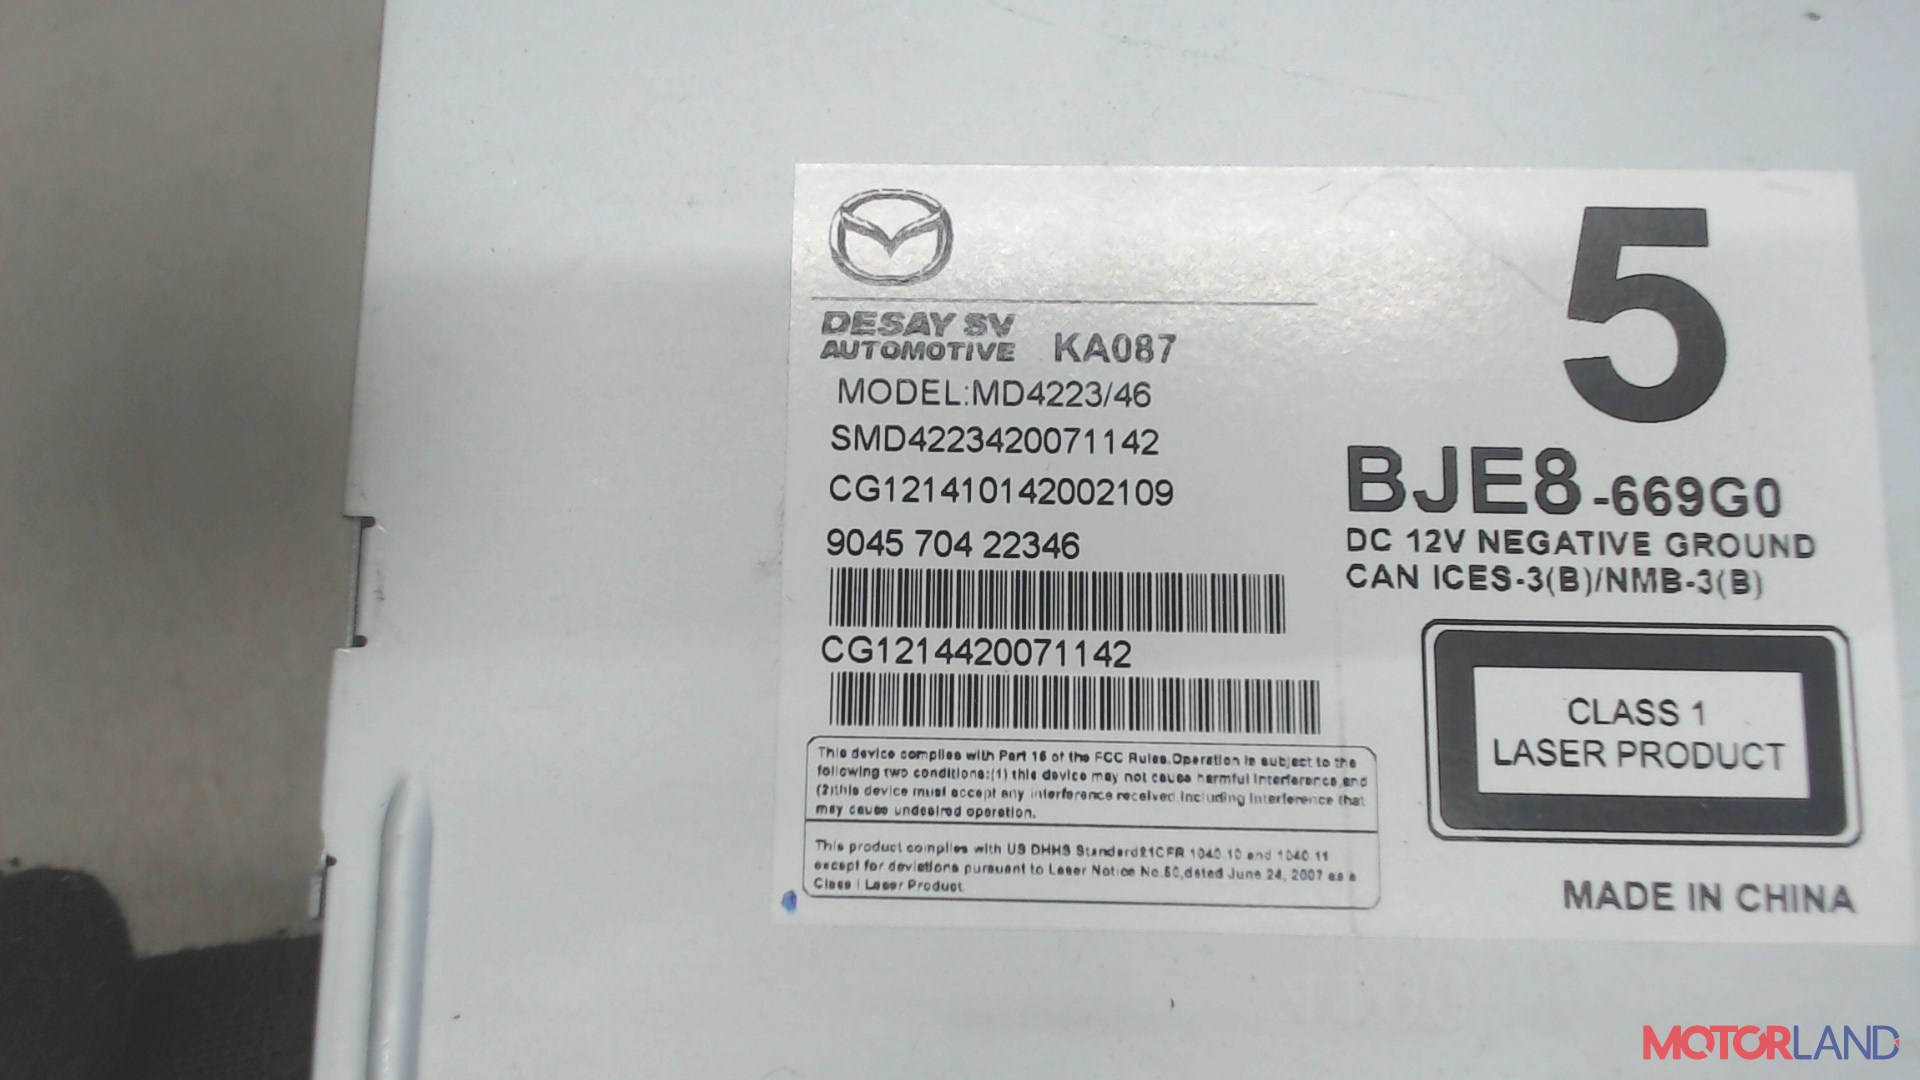 DESAY SV
AUTOMOTIVE KA087
MODEL:MD4223/46
SMD4223420071142
CG121410142002109
9045 704 22346
CG1214420071142
This device complies with Part 15 of the FCC Rules.Operation is subject to the
following two conditions:(1) this device may not cause harmful interference,and
(2)this device must accept any interference received,including interference that
may cause undesired operation.
This product complies with US DHHS Standard21CFR 1040.10 and 1040.11
except for deviations pursuant to Laser Notice No.50,dated June 24, 2007 as a
Class I Laser Product
5
BJE8-669G0
DC 12V NEGATIVE GROUND
CAN ICES-3(B)/NMB-3(B)
CLASS 1
LASER PRODUCT
MADE IN CHINA
MOTORLAND